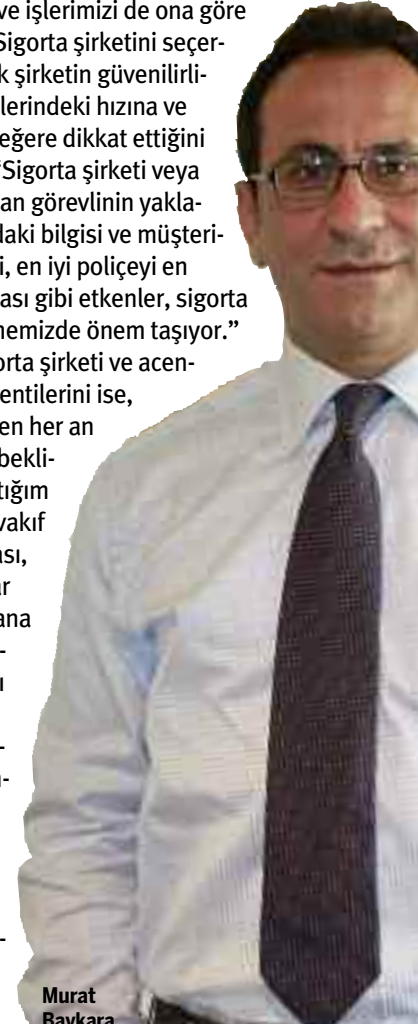 ve işlerimizi de ona göre
Sigorta şirketini seçer-
k şirketin güvenilirli-
lerindeki hızına ve
eğere dikkat ettiğini
“Sigorta şirketi veya
an görevlinin yakla-
daki bilgisi ve müşteri-
i, en iyi poliçeyi en
ası gibi etkenler, sigorta
nemizde önem taşıyor.”
orta şirketi ve acen-
entilerini ise,
en her an
bekli-
tığım
vakıf
ası,
ar
ana
-
ı
-
n-
-
Murat
Baykara